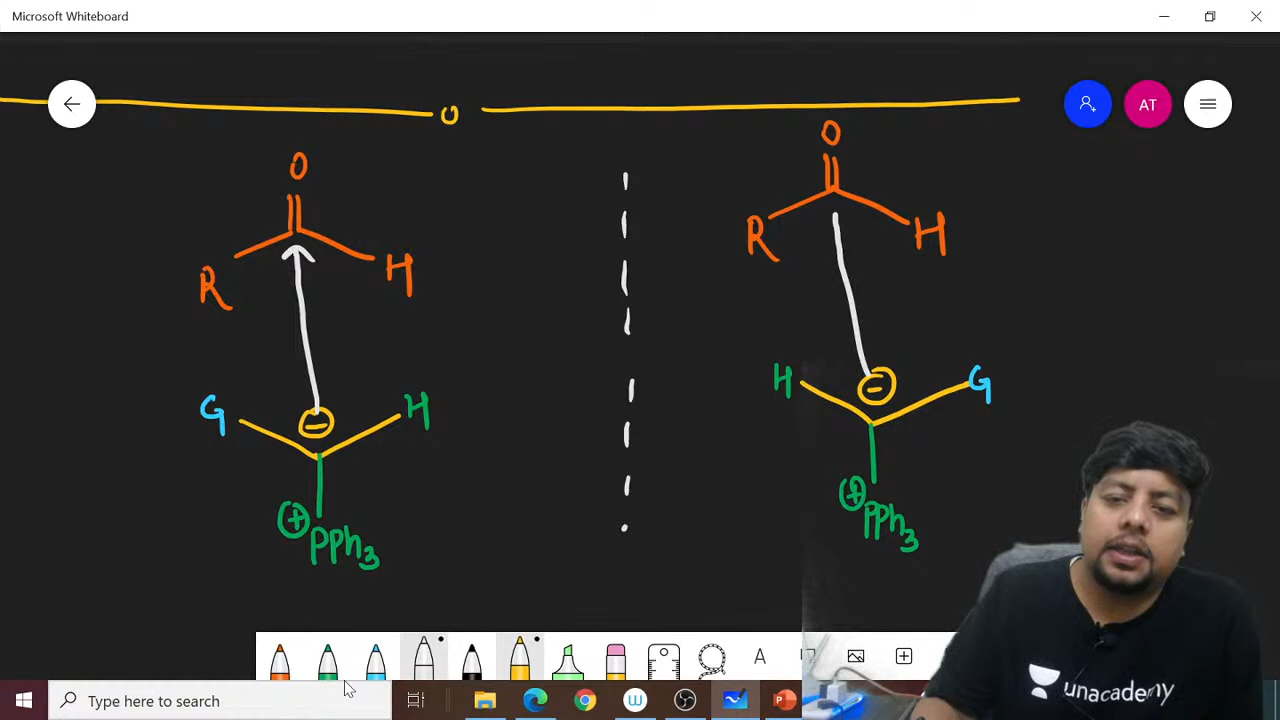 Microsoft Whiteboard
AT
O
O
O
R
H
R
H
G
⊖
H
H
⊖
G
⊕
PPh3
⊕
PPh3
unacademy
A
Type here to search